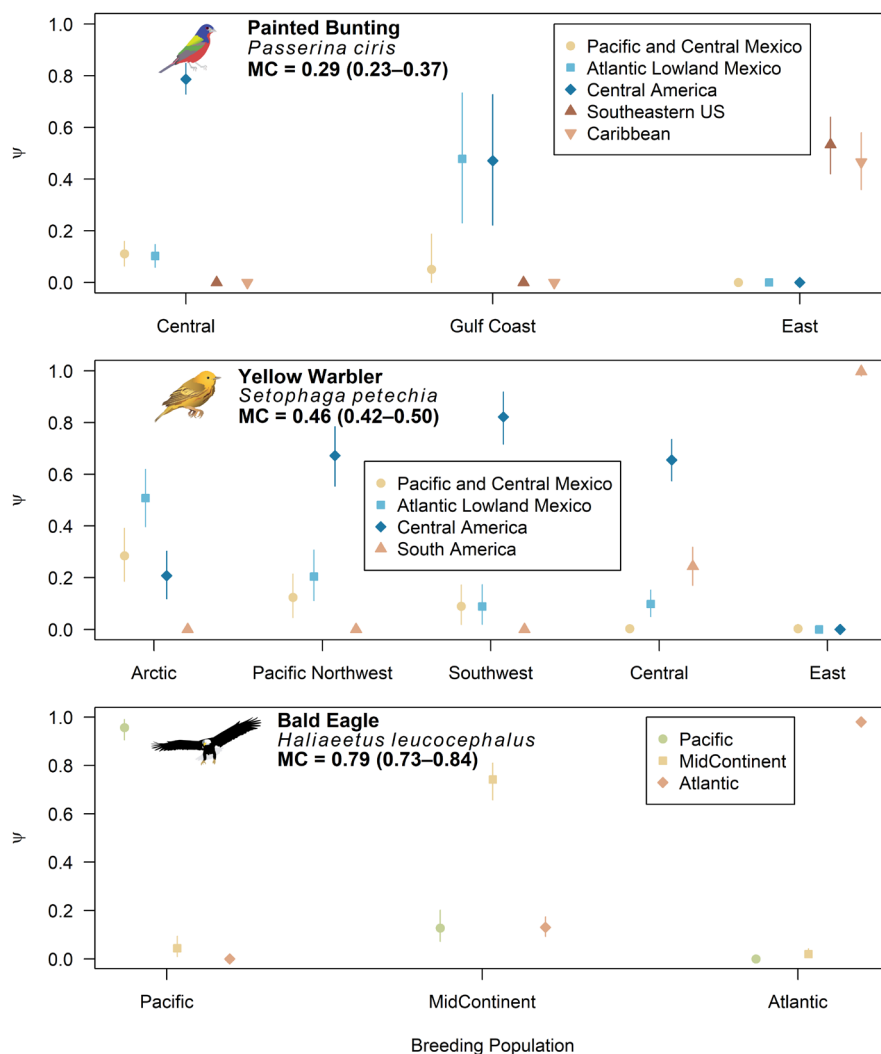 Painted Bunting
Passerina ciris
MC = 0.29 (0.23–0.37)
Pacific and Central Mexico
Atlantic Lowland Mexico
Central America
Southeastern US
Caribbean
1.0
0.8
0.6
0.4
0.2
0.0
ψ
Central
Gulf Coast
East
Yellow Warbler
Setophaga petechia
MC = 0.46 (0.42–0.50)
Pacific and Central Mexico
Atlantic Lowland Mexico
Central America
South America
1.0
0.8
0.6
0.4
0.2
0.0
ψ
Arctic
Pacific Northwest
Southwest
Central
East
Bald Eagle
Haliaeetus leucocephalus
MC = 0.79 (0.73–0.84)
Pacific
MidContinent
Atlantic
1.0
0.8
0.6
0.4
0.2
0.0
ψ
Pacific
MidContinent
Atlantic
Breeding Population